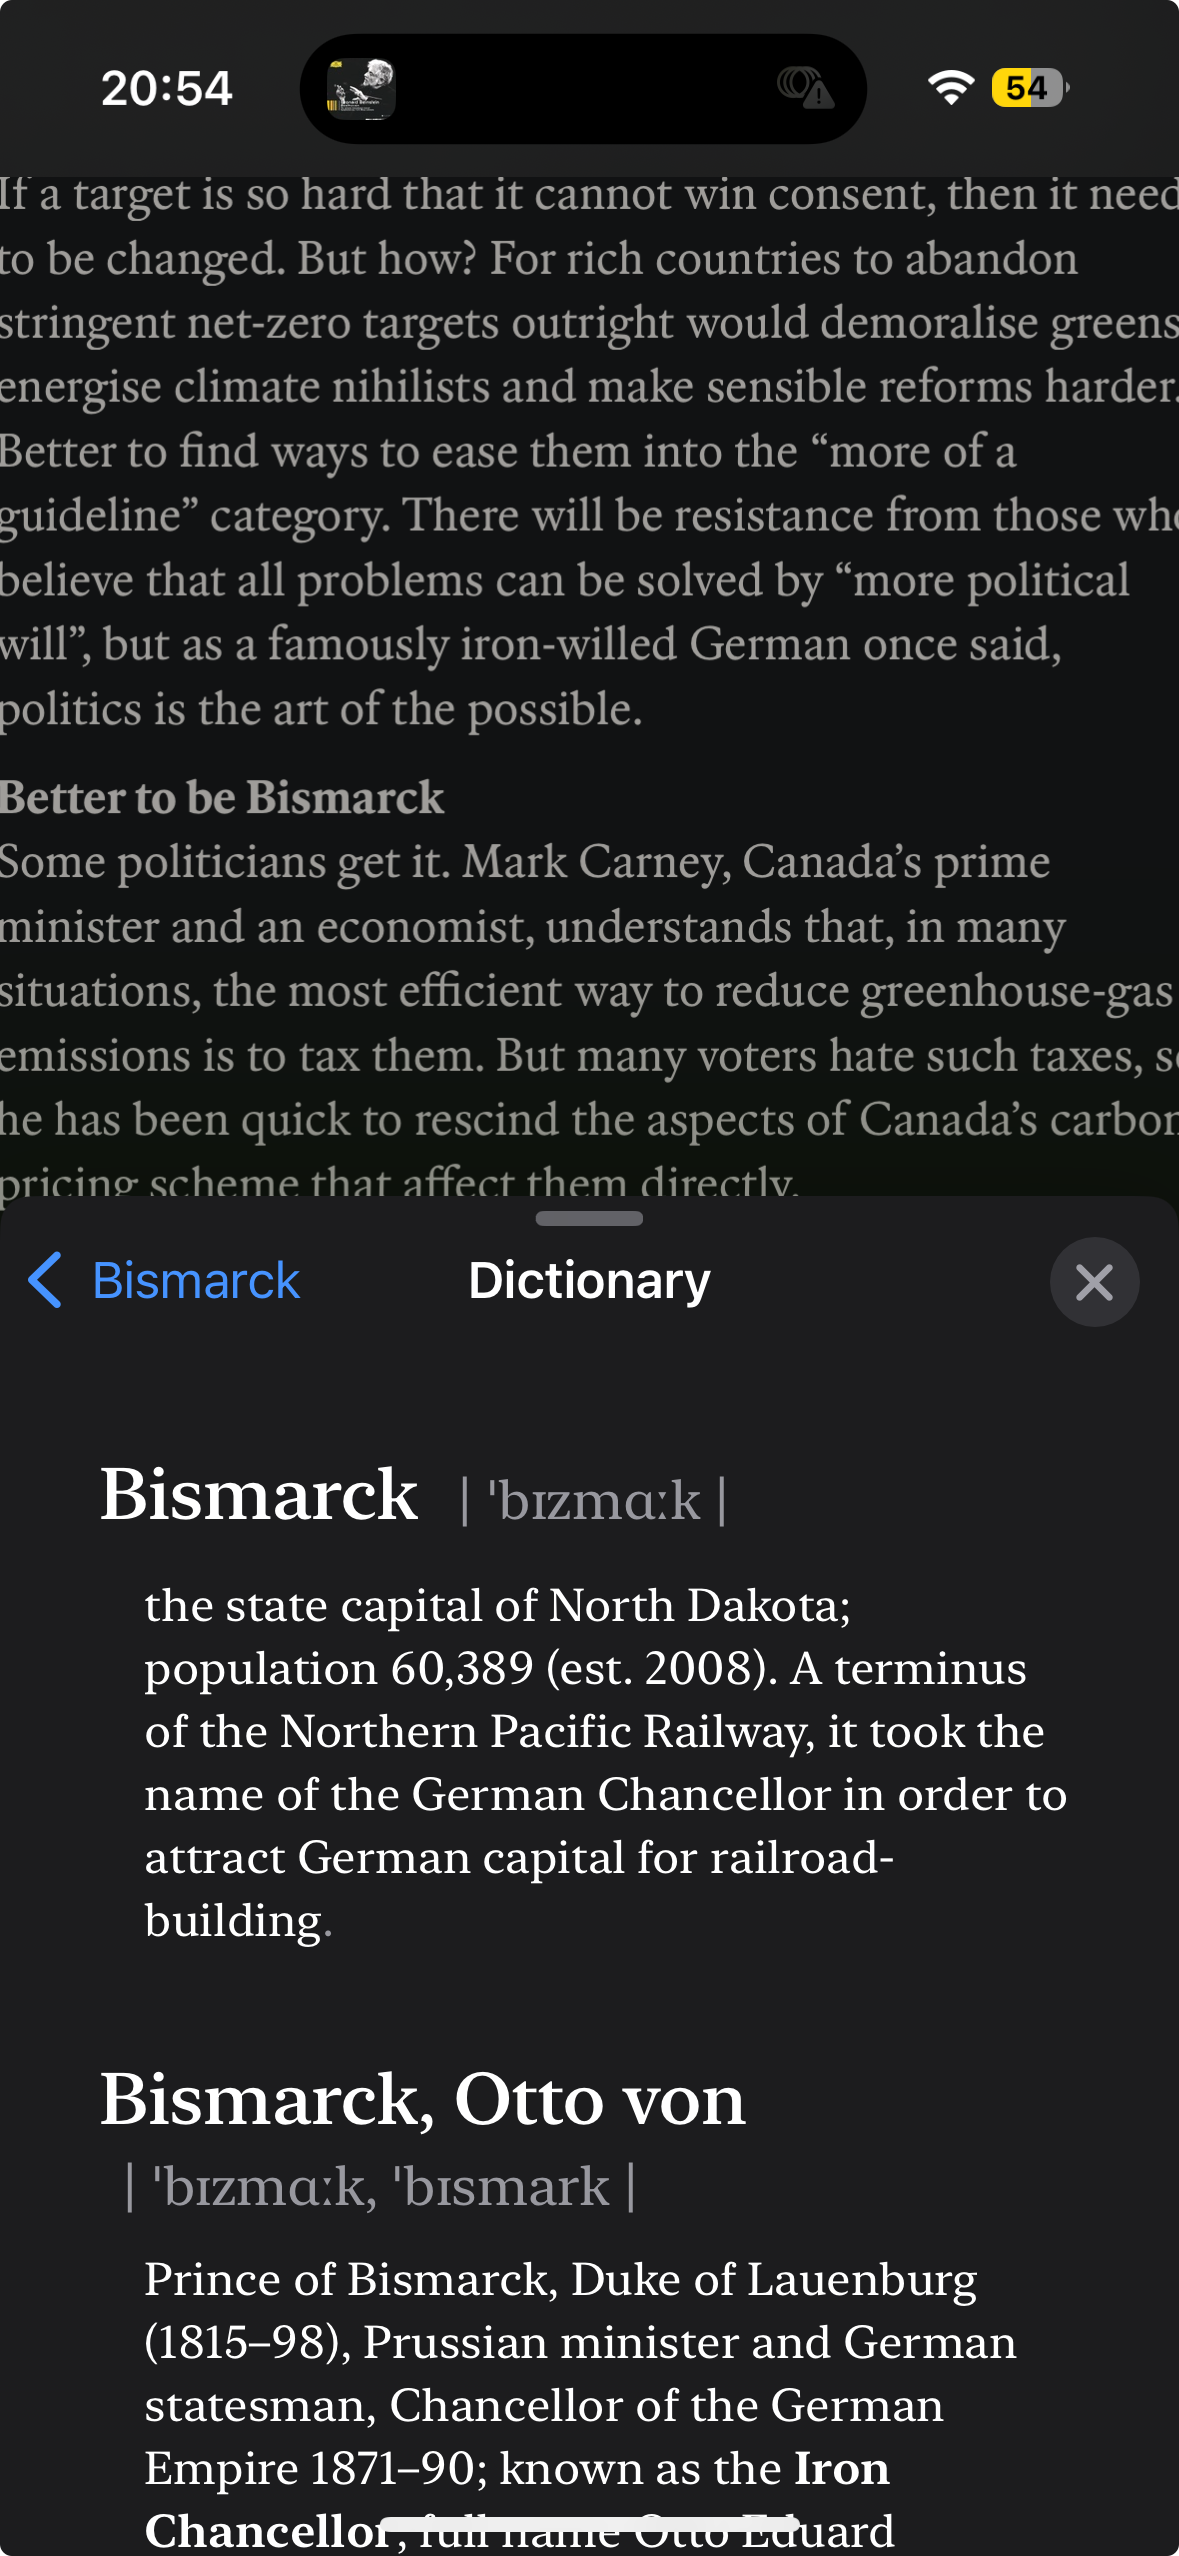 20:54
54
If a target is so hard that it cannot win consent, then it need
to be changed. But how? For rich countries to abandon
stringent net-zero targets outright would demoralise greens
energise climate nihilists and make sensible reforms harder.
Better to find ways to ease them into the “more of a
guideline” category. There will be resistance from those who
believe that all problems can be solved by “more political
will”, but as a famously iron-willed German once said,
politics is the art of the possible.
Better to be Bismarck
Some politicians get it. Mark Carney, Canada’s prime
minister and an economist, understands that, in many
situations, the most efficient way to reduce greenhouse-gas
emissions is to tax them. But many voters hate such taxes, so
he has been quick to rescind the aspects of Canada’s carbon
pricing scheme that affect them directly.
Bismarck
Dictionary
Bismarck | ˈbɪzmɑːk |
the state capital of North Dakota;
population 60,389 (est. 2008). A terminus
of the Northern Pacific Railway, it took the
name of the German Chancellor in order to
attract German capital for railroad-
building.
Bismarck, Otto von
| ˈbɪzmɑːk, ˈbɪsmark |
Prince of Bismarck, Duke of Lauenburg
(1815–98), Prussian minister and German
statesman, Chancellor of the German
Empire 1871–90; known as the Iron
Chancellor, full name Otto Eduard